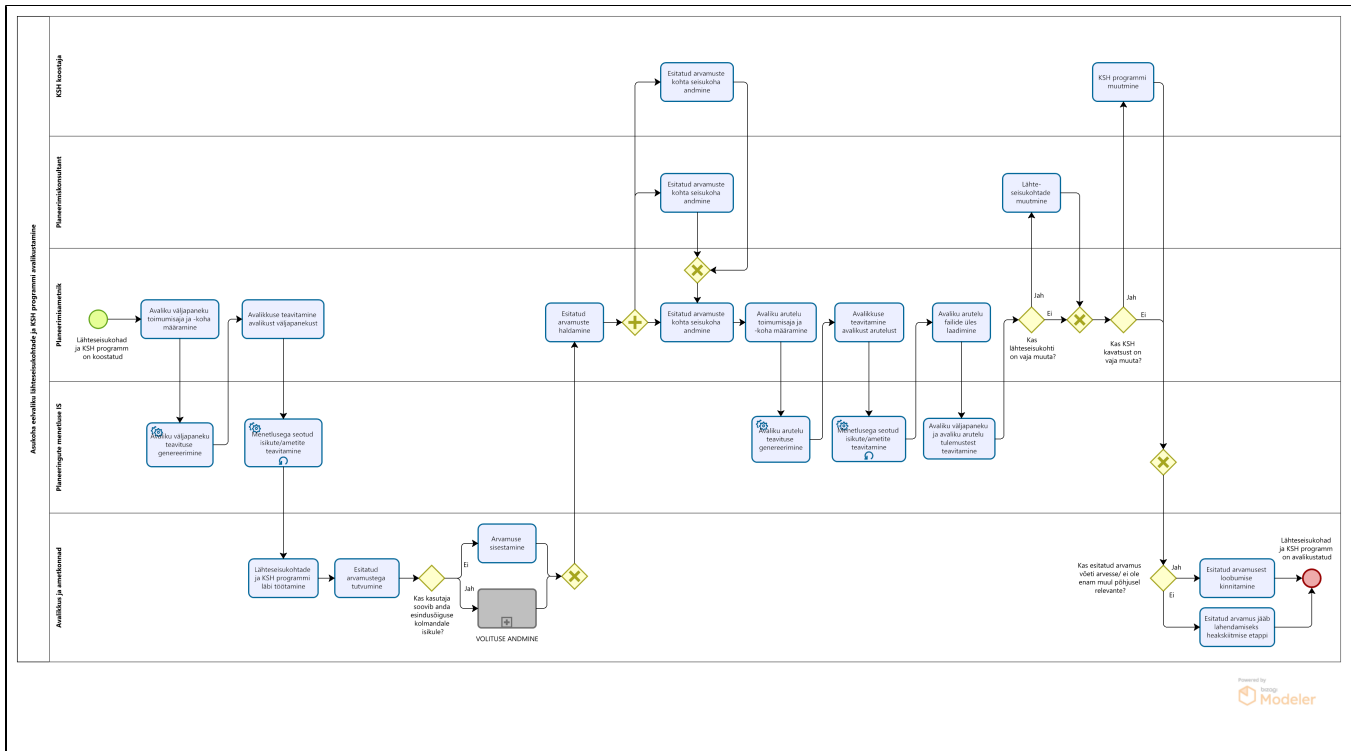 Asukoha eelvaliku lähteseisukohtade ja KSH programmi avalikustamine
KSH koostaja
Esitatud arvamuste
kohta seisukoha
andmine
KSH programmi
muutmine
Planeerimiskonsultant
Esitatud arvamuste
kohta seisukoha
andmine
Lähte-
seisukohtade
muutmine
Planeerimisametnik
Lähteseisukohad
ja KSH programm
on koostatud
Avaliku väljapaneku
toimumisaja ja -koha
määramine
Avalikkuse teavitamine
avalikust väljapanekust
Esitatud
arvamuste
haldamine
Esitatud arvamuste
kohta seisukoha
andmine
Avaliku arutelu
toimumisaja ja
-koha määramine
Avalikkuse
teavitamine
avalikust arutelust
Avaliku arutelu
failide üles
laadimine
Jah
Ei
Kas
lähteseisukohti
on vaja muuta?
Jah
Ei
Kas KSH
kavatsust on
vaja muuta?
Planeeringute menetluse IS
Avaliku väljapaneku
teavituse
genereerimine
Menetlusega seotud
isikute/ametite
teavitamine
Avaliku arutelu
teavituse
genereerimine
Menetlusega seotud
isikute/ametite
teavitamine
Avaliku väljapaneku
ja avaliku arutelu
tulemustest
teavitamine
Avalikkus ja ametkonnad
Lähteseisukohtade
ja KSH programmi
läbi töötamine
Esitatud
arvamustega
tutvumine
Kas kasutaja
soovib anda
esindusõiguse
kolmandale
isikule?
Ei
Jah
Arvamuse
sisestamine
VOLITUSE ANDMINE
Kas esitatud arvamus
võeti arvesse/ ei ole
enam muul põhjusel
relevante?
Jah
Ei
Esitatud arvamusest
loobumise
kinnitamine
Esitatud arvamus jääb
lahendamiseks
heakskiitmise etappi
Lähteseisukohad
ja KSH programm
on avalikustatud
Powered by
bizagi
Modeler